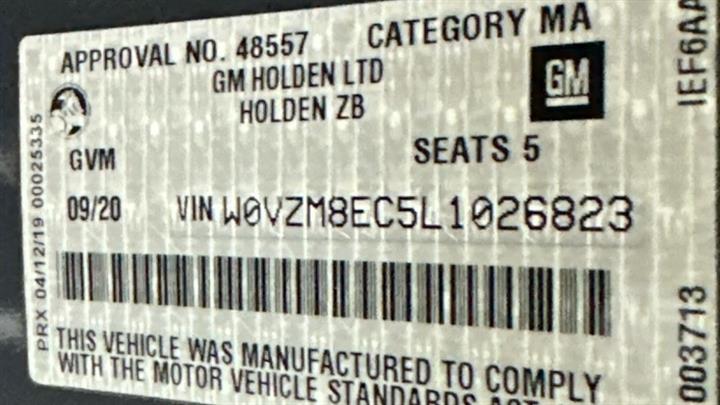 APPROVAL NO. 48557 CATEGORY MA
GM HOLDEN LTD
HOLDEN ZB
GM
GVM SEATS 5
09/20 VIN W0VZM8EC5L1026823
THIS VEHICLE WAS MANUFACTURED TO COMPLY
WITH THE MOTOR VEHICLE STANDARDS ACT
PRX 04/12/19 00025335
IEF6AA
003713